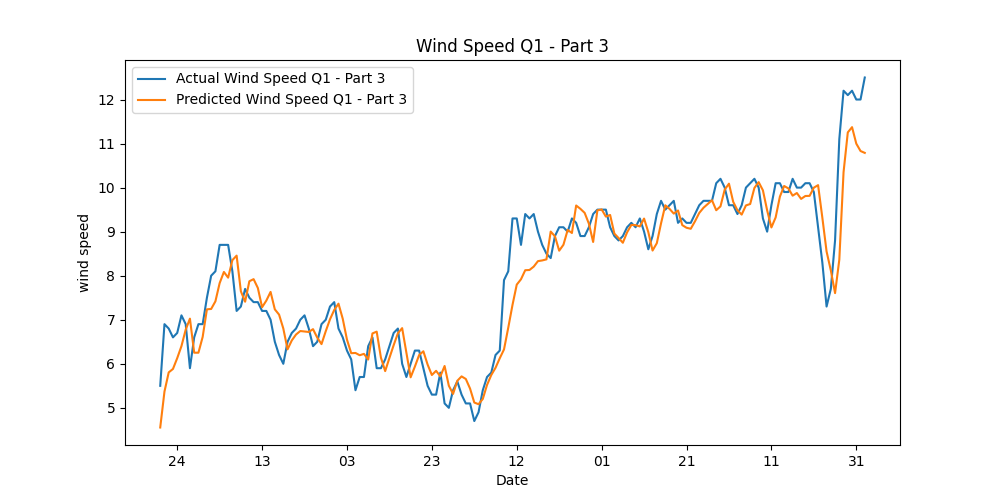 Wind Speed Q1 - Part 3
Actual Wind Speed Q1 - Part 3
Predicted Wind Speed Q1 - Part 3
wind speed
12
11
10
9
8
7
6
5
24 13 03 23 12 01 21 11 31
Date